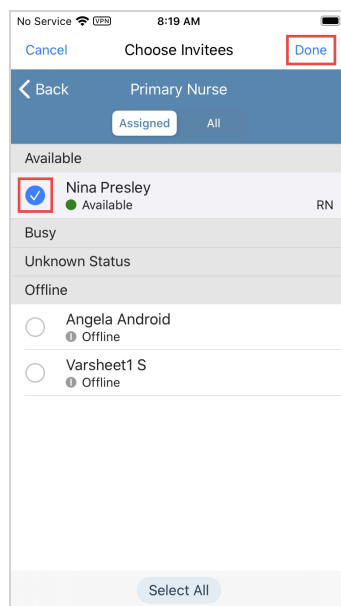 No Service VPN 8:19 AM
Cancel Choose Invitees Done
Back Primary Nurse
Assigned All
Available
Nina Presley
Available RN
Busy
Unknown Status
Offline
Angela Android
Offline
Varsheet1 S
Offline
Select All